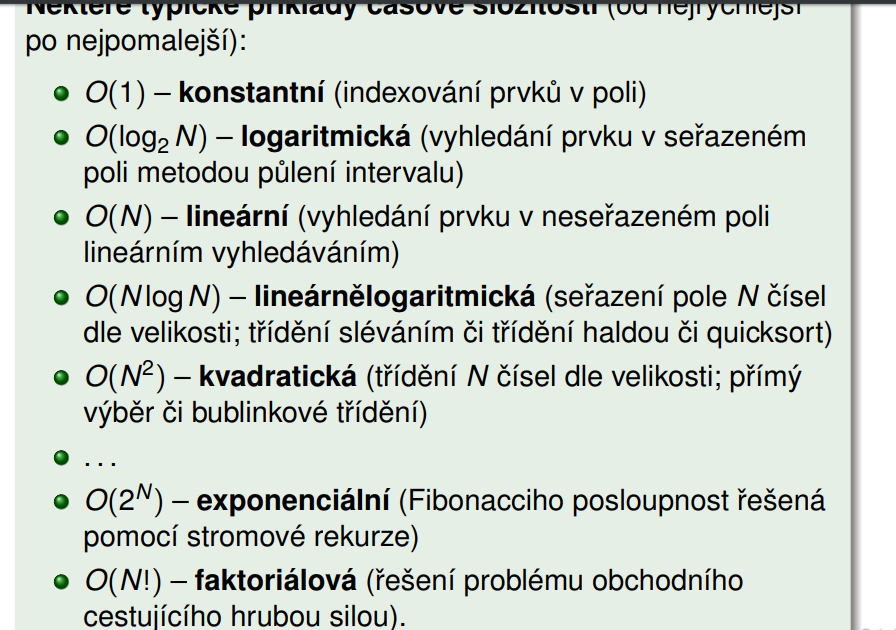 Některé typické příklady časové složitosti (od nejrychlejší
po nejpomalejší):
O(1) – konstantní (indexování prvků v poli)
O(log₂ N) – logaritmická (vyhledání prvku v seřazeném
poli metodou půlení intervalu)
O(N) – lineární (vyhledání prvku v neseřazeném poli
lineárním vyhledáváním)
O(N log N) – lineárnělogaritmická (seřazení pole N čísel
dle velikosti; třídění sléváním či třídění haldou či quicksort)
O(N²) – kvadratická (třídění N čísel dle velikosti; přímý
výběr či bublinkové třídění)
...
O(2ᴺ) – exponenciální (Fibonacciho posloupnost řešená
pomocí stromové rekurze)
O(N!) – faktoriálová (řešení problému obchodního
cestujícího hrubou silou).